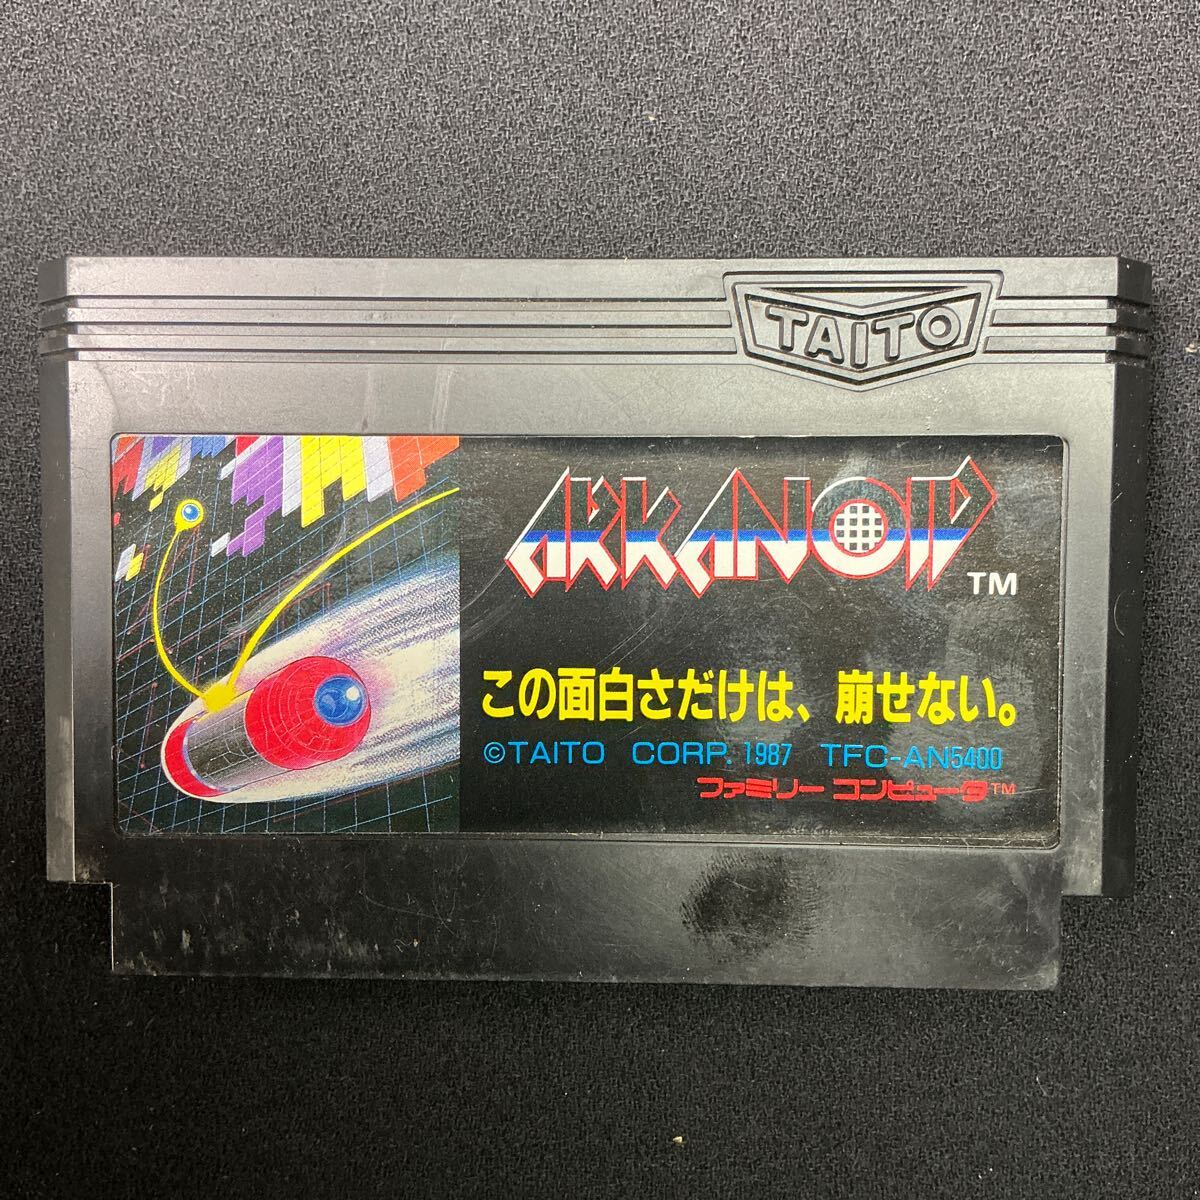 TAITO
ARKANOID TM
この面白さだけは、崩せない。
©TAITO CORP. 1987 TFC-AN5400
ファミリー コンピュータ™